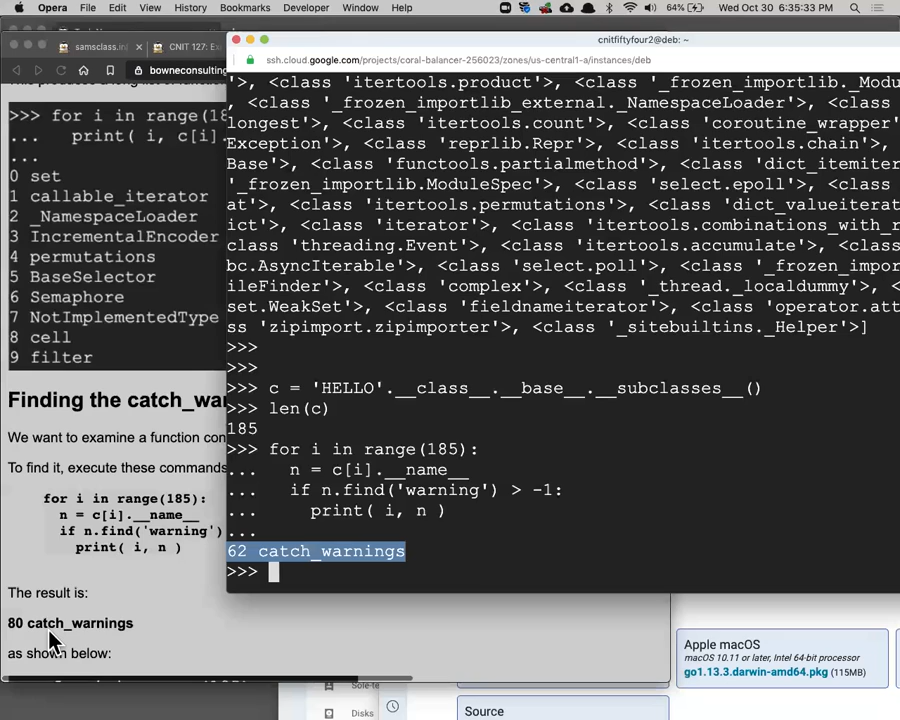 Opera File Edit View History Bookmarks Developer Window Help 64% Wed Oct 30 6:35:33 PM
samsclass.in × CNIT 127: Ex
bowneconsulting
>>> for i in range(18
... print( i, c[i].
...
0 set
1 callable_iterator
2 _NamespaceLoader
3 IncrementalEncoder
4 permutations
5 BaseSelector
6 Semaphore
7 NotImplementedType
8 cell
9 filter
Finding the catch_wa
We want to examine a function con
To find it, execute these commands
for i in range(185):
n = c[i].__name__
if n.find('warning')
print( i, n )
The result is:
80 catch_warnings
as shown below:
cnitfiftyfour2@deb: ~
ssh.cloud.google.com/projects/coral-balancer-256023/zones/us-central1-a/instances/deb
'>, <class 'itertools.product'>, <class '_frozen_importlib._Modu
, <class '_frozen_importlib_external._NamespaceLoader'>, <class
longest'>, <class 'itertools.count'>, <class 'coroutine_wrapper'
Exception'>, <class 'reprlib.Repr'>, <class 'itertools.chain'>,
Base'>, <class 'functools.partialmethod'>, <class 'dict_itemiter
'_frozen_importlib.ModuleSpec'>, <class 'select.epoll'>, <class
at'>, <class 'itertools.permutations'>, <class 'dict_valueiterat
ict'>, <class 'iterator'>, <class 'itertools.combinations_with_r
class 'threading.Event'>, <class 'itertools.accumulate'>, <class
bc.AsyncIterable'>, <class 'select.poll'>, <class '_frozen_impor
ileFinder'>, <class 'complex'>, <class '_thread._localdummy'>, <
set.WeakSet'>, <class 'fieldnameiterator'>, <class 'operator.att
ss 'zipimport.zipimporter'>, <class '_sitebuiltins._Helper'>]
>>>
>>>
>>> c = 'HELLO'.__class__.__base__.__subclasses__()
>>> len(c)
185
>>> for i in range(185):
... n = c[i].__name__
... if n.find('warning') > -1:
... print( i, n )
...
62 catch_warnings
>>>
Apple macOS
macOS 10.11 or later, Intel 64-bit processor
go1.13.3.darwin-amd64.pkg (115MB)
Disks
Source